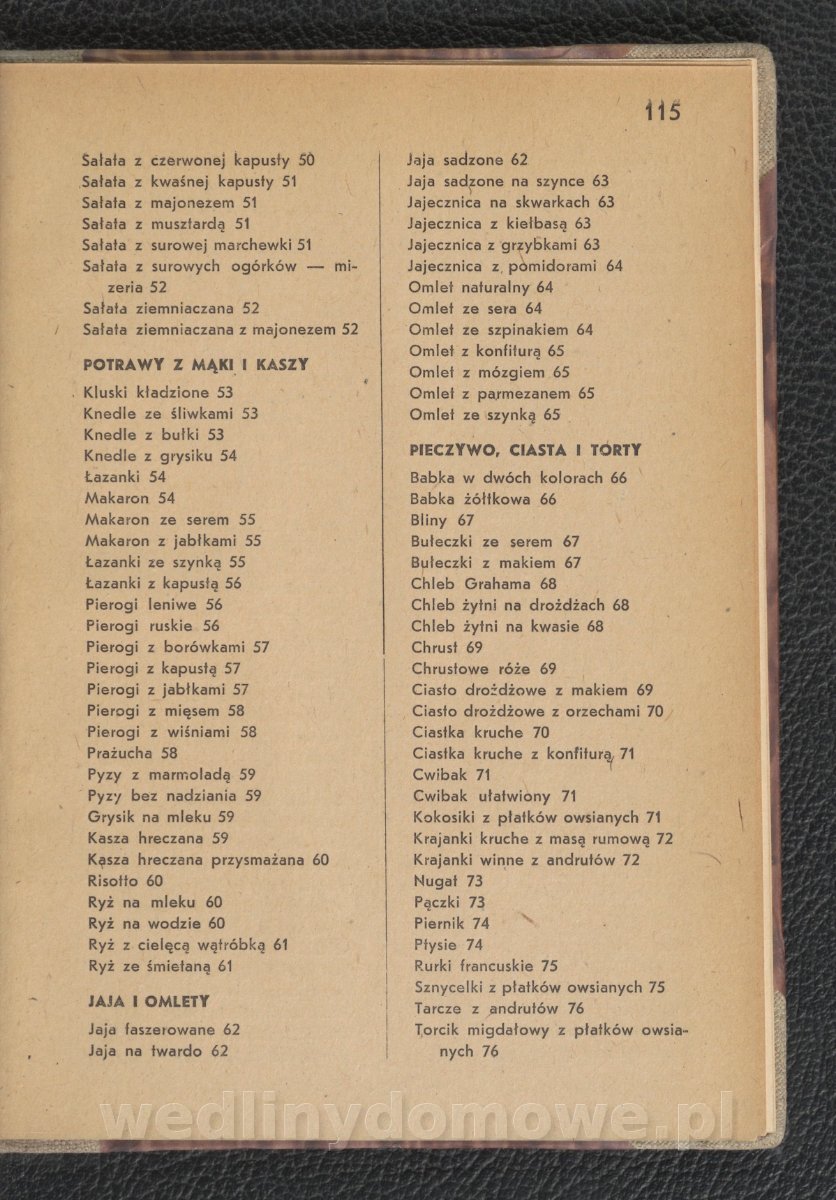 115
Sałata z czerwonej kapusty 50
Sałata z kwaśnej kapusty 51
Sałata z majonezem 51
Sałata z musztardą 51
Sałata z surowej marchewki 51
Sałata z surowych ogórków — mi-
zeria 52
Sałata ziemniaczana 52
Sałata ziemniaczana z majonezem 52
POTRAWY Z MĄKI I KASZY
Kluski kładzione 53
Knedle ze śliwkami 53
Knedle z bułki 53
Knedle z grysiku 54
Łazanki 54
Makaron 54
Makaron ze serem 55
Makaron z jabłkami 55
Łazanki ze szynką 55
Łazanki z kapustą 56
Pierogi leniwe 56
Pierogi ruskie 56
Pierogi z borówkami 57
Pierogi z kapustą 57
Pierogi z jabłkami 57
Pierogi z mięsem 58
Pierogi z wiśniami 58
Prażucha 58
Pyzy z marmoladą 59
Pyzy bez nadziania 59
Grysik na mleku 59
Kasza hreczana 59
Kasza hreczana przysmażana 60
Risotto 60
Ryż na mleku 60
Ryż na wodzie 60
Ryż z cielęcą wątróbką 61
Ryż ze śmietaną 61
JAJA I OMLETY
Jaja faszerowane 62
Jaja na twardo 62
Jaja sadzone 62
Jaja sadzone na szynce 63
Jajecznica na skwarkach 63
Jajecznica z kiełbasą 63
Jajecznica z grzybkami 63
Jajecznica z pomidorami 64
Omlet naturalny 64
Omlet ze sera 64
Omlet ze szpinakiem 64
Omlet z konfiturą 65
Omlet z mózgiem 65
Omlet z parmezanem 65
Omlet ze szynką 65
PIECZYWO, CIASTA I TORTY
Babka w dwóch kolorach 66
Babka żółtkowa 66
Bliny 67
Bułeczki ze serem 67
Bułeczki z makiem 67
Chleb Grahama 68
Chleb żytni na drożdżach 68
Chleb żytni na kwasie 68
Chrust 69
Chrustowe róże 69
Ciasto drożdżowe z makiem 69
Ciasto drożdżowe z orzechami 70
Ciastka kruche 70
Ciastka kruche z konfiturą 71
Cwibak 71
Cwibak ułatwiony 71
Kokosiki z płatków owsianych 71
Krajanki kruche z masą rumową 72
Krajanki winne z andrutów 72
Nugat 73
Pączki 73
Piernik 74
Ptysie 74
Rurki francuskie 75
Sznycelki z płatków owsianych 75
Tarcze z andrutów 76
Torcik migdałowy z płatków owsia-
nych 76
wedlinydomowe.pl